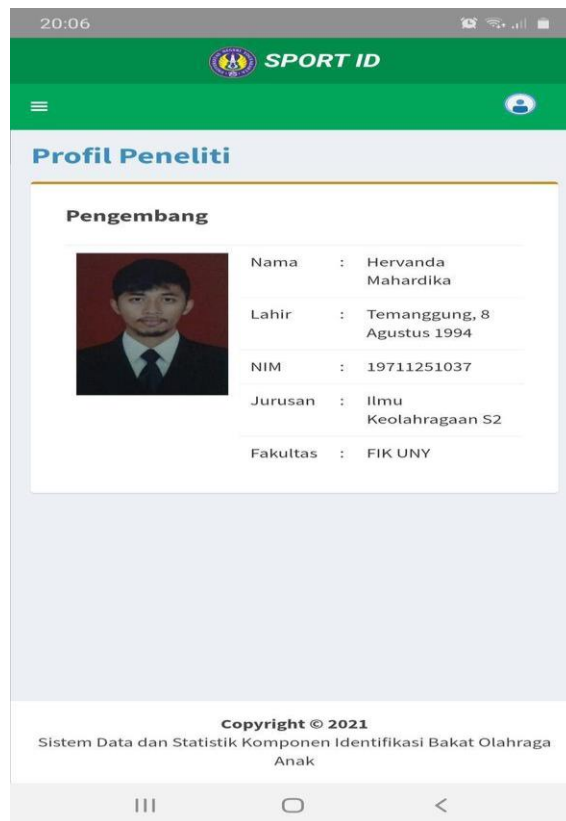 20:06
SPORT ID
Profil Peneliti
Pengembang
Nama : Hervanda
Mahardika
Lahir : Temanggung, 8
Agustus 1994
NIM : 19711251037
Jurusan : Ilmu
Keolahragaan S2
Fakultas : FIK UNY
Copyright © 2021
Sistem Data dan Statistik Komponen Identifikasi Bakat Olahraga
Anak